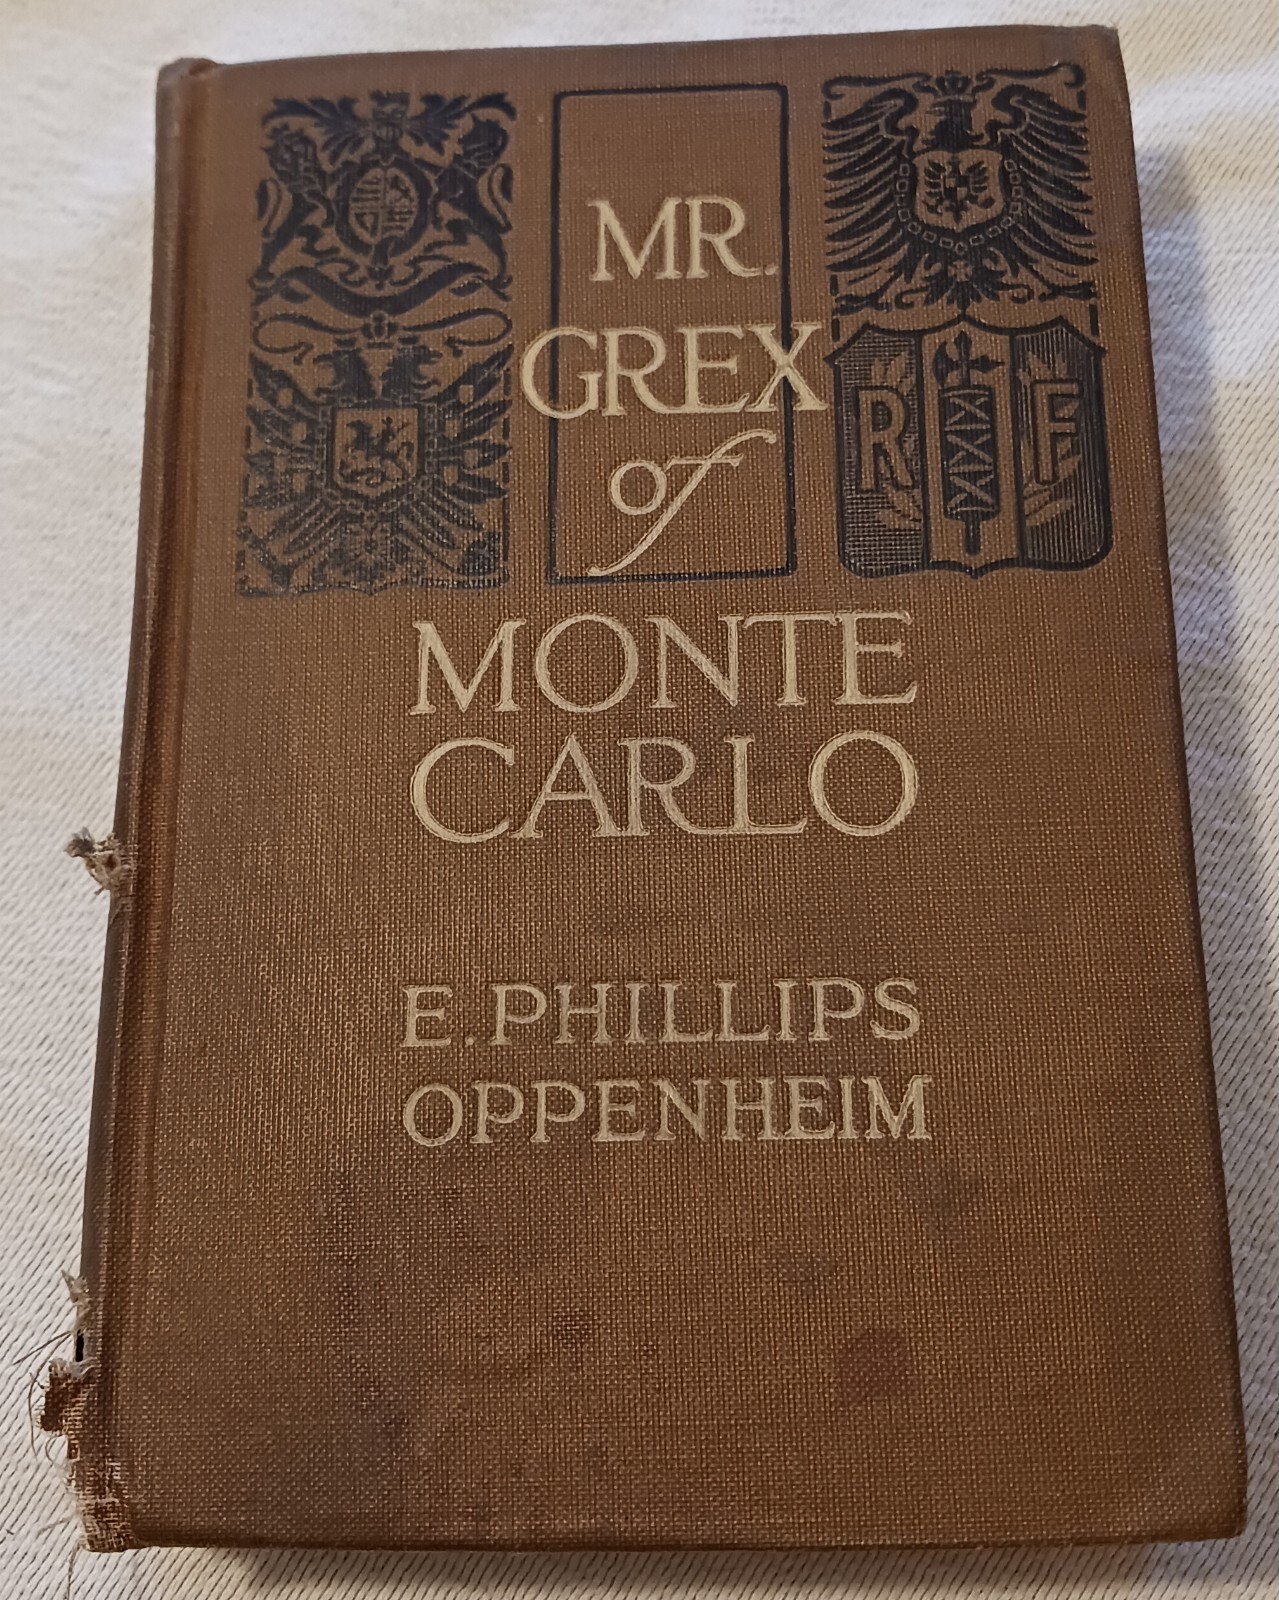 MR.
GREX
of
MONTE
CARLO
E. PHILLIPS
OPPENHEIM
R F